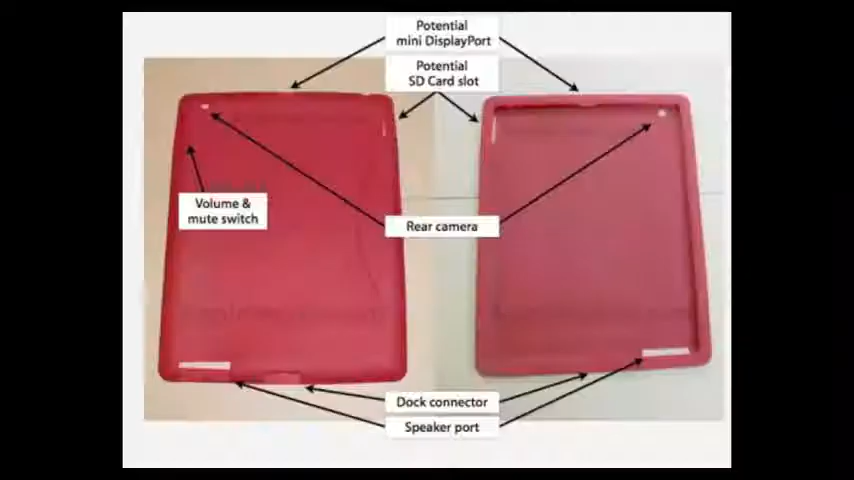 Potential
mini DisplayPort
Potential
SD Card slot
Volume &
mute switch
Rear camera
Dock connector
Speaker port